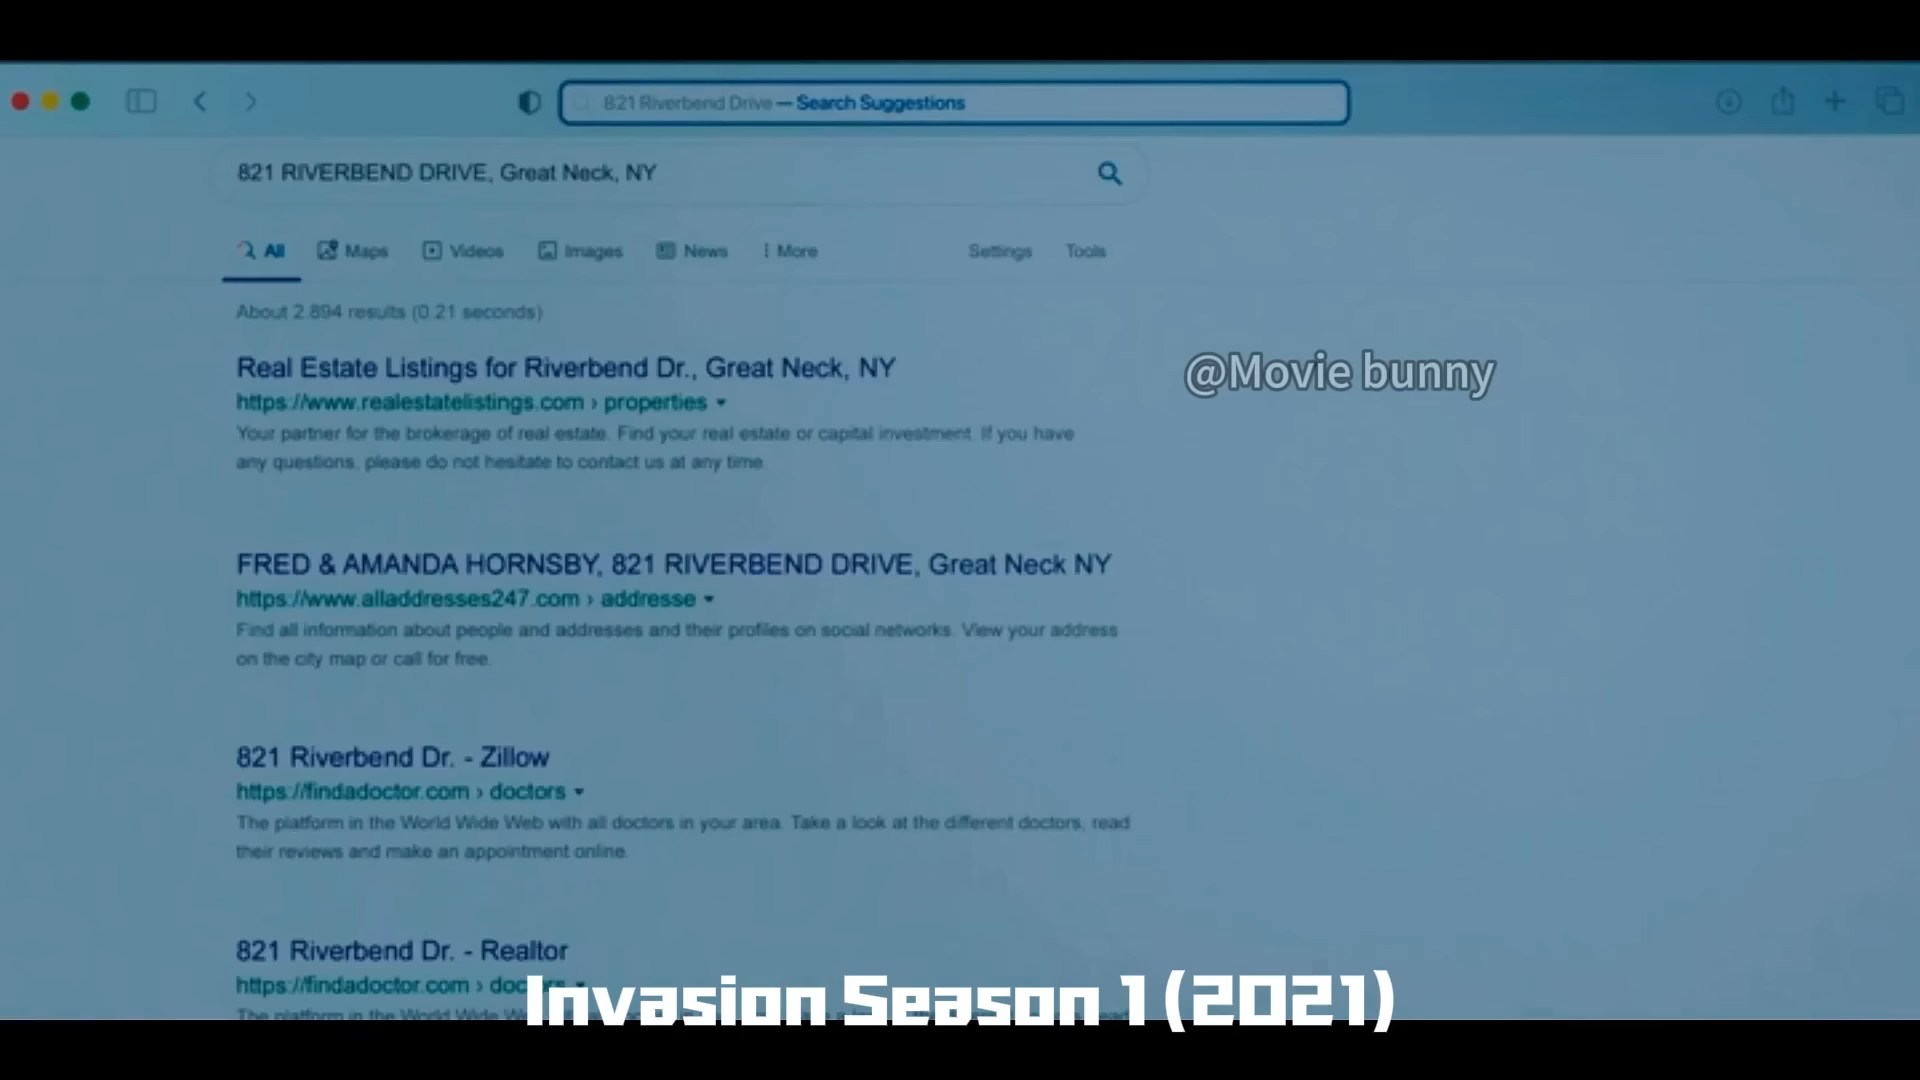 821 Riverbend Drive — Search Suggestions
821 RIVERBEND DRIVE, Great Neck, NY
All Maps Videos Images News More Settings Tools
About 2.894 results (0.21 seconds)
Real Estate Listings for Riverbend Dr., Great Neck, NY
https://www.realestatelistings.com › properties
@Movie bunny
Your partner for the brokerage of real estate. Find your real estate or capital investment. If you have
any questions, please do not hesitate to contact us at any time.
FRED & AMANDA HORNSBY, 821 RIVERBEND DRIVE, Great Neck NY
https://www.alladdresses247.com › addresse
Find all information about people and addresses and their profiles on social networks. View your address
on the city map or call for free.
821 Riverbend Dr. - Zillow
https://findadoctor.com › doctors
The platform in the World Wide Web with all doctors in your area. Take a look at the different doctors, read
their reviews and make an appointment online.
821 Riverbend Dr. - Realtor
https://findadoctor.com ›
Invasion Season 1 (2021)
The platform in the World Wide